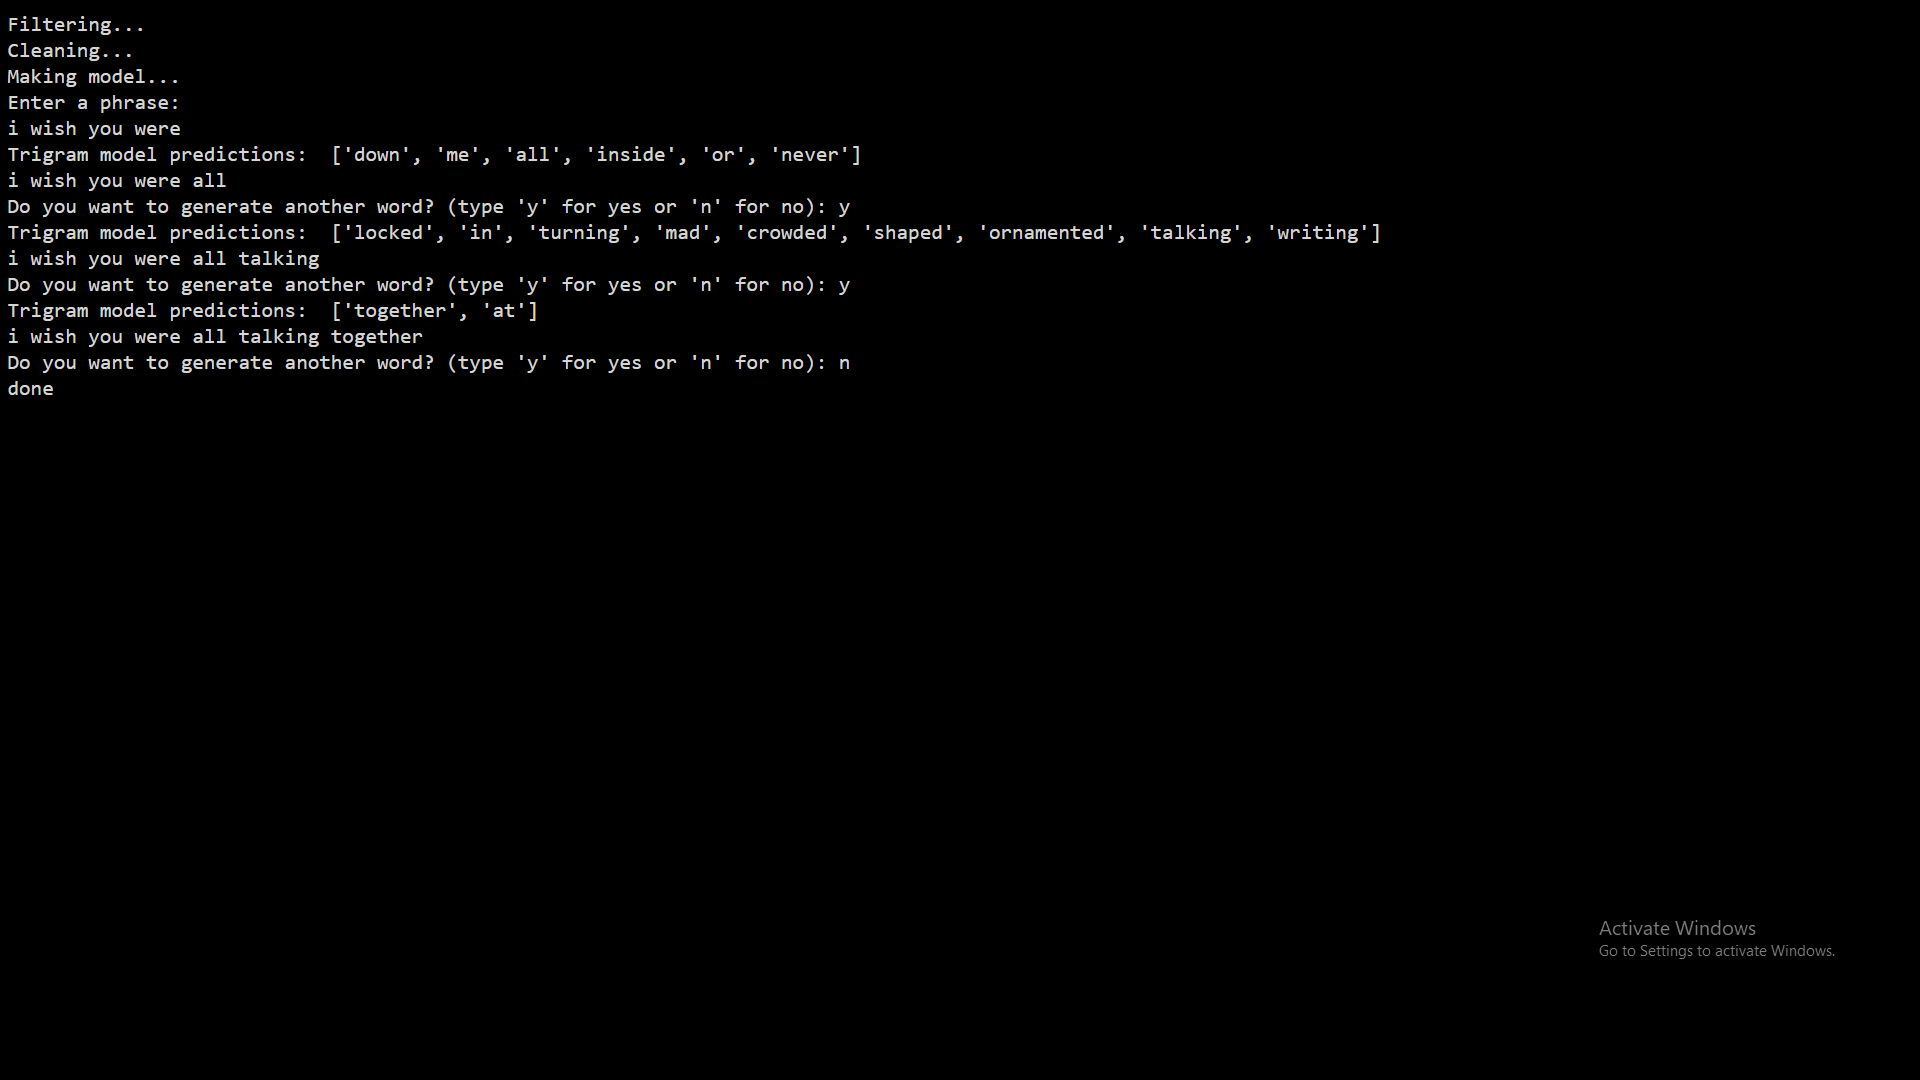 Filtering...
Cleaning...
Making model...
Enter a phrase:
i wish you were
Trigram model predictions:  ['down', 'me', 'all', 'inside', 'or', 'never']
i wish you were all
Do you want to generate another word? (type 'y' for yes or 'n' for no): y
Trigram model predictions:  ['locked', 'in', 'turning', 'mad', 'crowded', 'shaped', 'ornamented', 'talking', 'writing']
i wish you were all talking
Do you want to generate another word? (type 'y' for yes or 'n' for no): y
Trigram model predictions:  ['together', 'at']
i wish you were all talking together
Do you want to generate another word? (type 'y' for yes or 'n' for no): n
done
Activate Windows
Go to Settings to activate Windows.